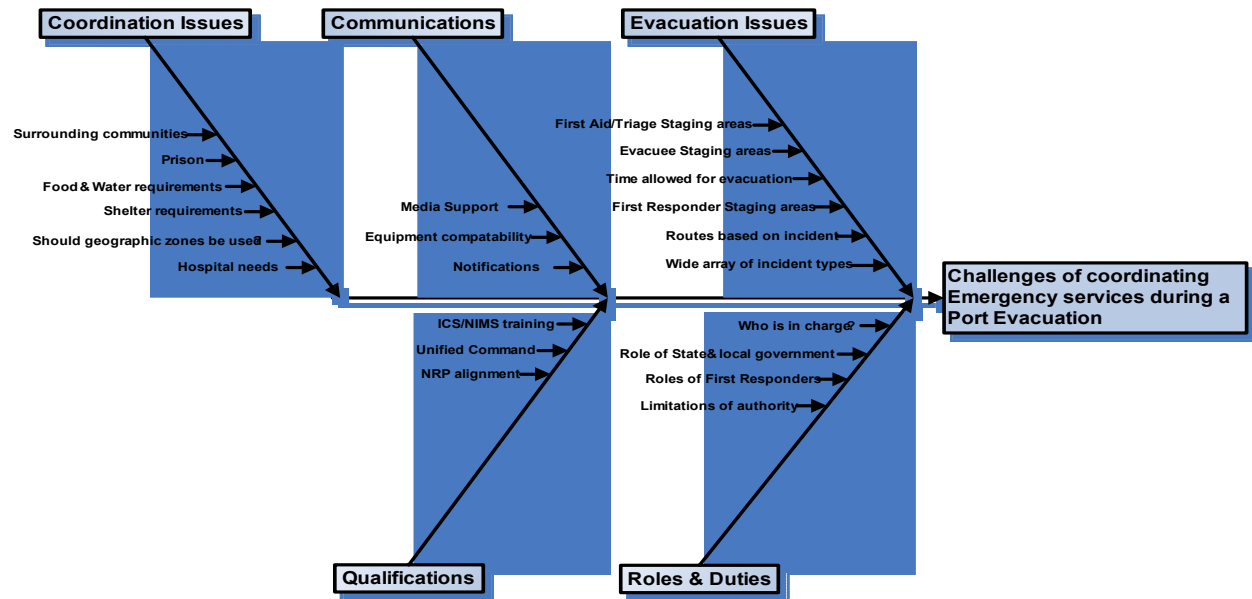 Coordination Issues
Communications
Evacuation Issues
Surrounding communities
Prison
Food & Water requirements
Shelter requirements
Should geographic zones be used?
Hospital needs
Media Support
Equipment compatability
Notifications
First Aid/Triage Staging areas
Evacuee Staging areas
Time allowed for evacuation
First Responder Staging areas
Routes based on incident
Wide array of incident types
Challenges of coordinating
Emergency services during a
Port Evacuation
ICS/NIMS training
Unified Command
NRP alignment
Who is in charge?
Role of State & local government
Roles of First Responders
Limitations of authority
Qualifications
Roles & Duties